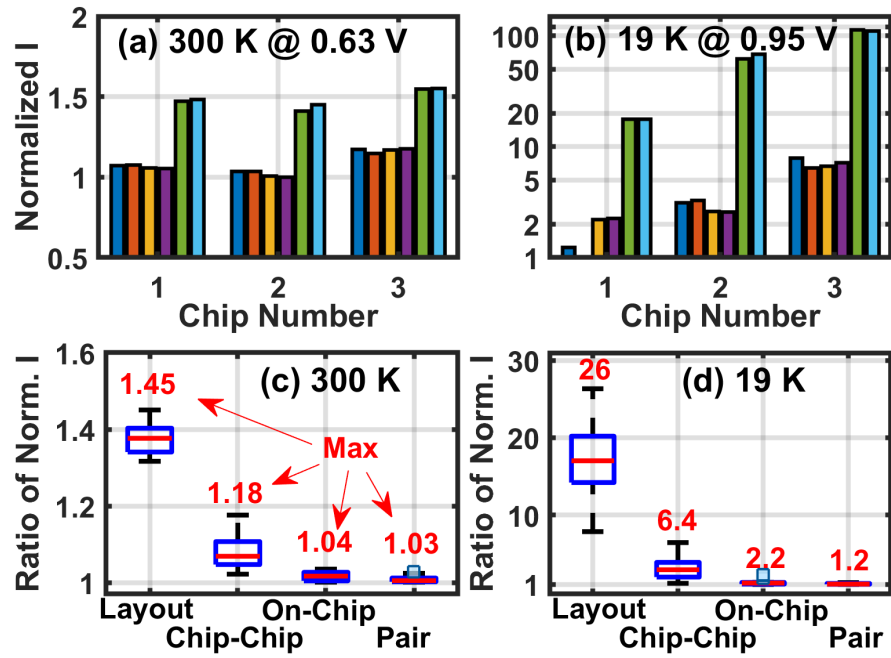 (a) 300 K @ 0.63 V
Normalized I
2
1.5
1
0.5
1
2
3
Chip Number
(b) 19 K @ 0.95 V
100
50
20
10
5
2
1
1
2
3
Chip Number
(c) 300 K
Ratio of Norm. I
1.6
1.4
1.2
1
1.45
Max
1.18
1.04
1.03
Layout
On-Chip
Chip-Chip
Pair
(d) 19 K
Ratio of Norm. I
30
20
10
1
26
6.4
2.2
1.2
Layout
On-Chip
Chip-Chip
Pair